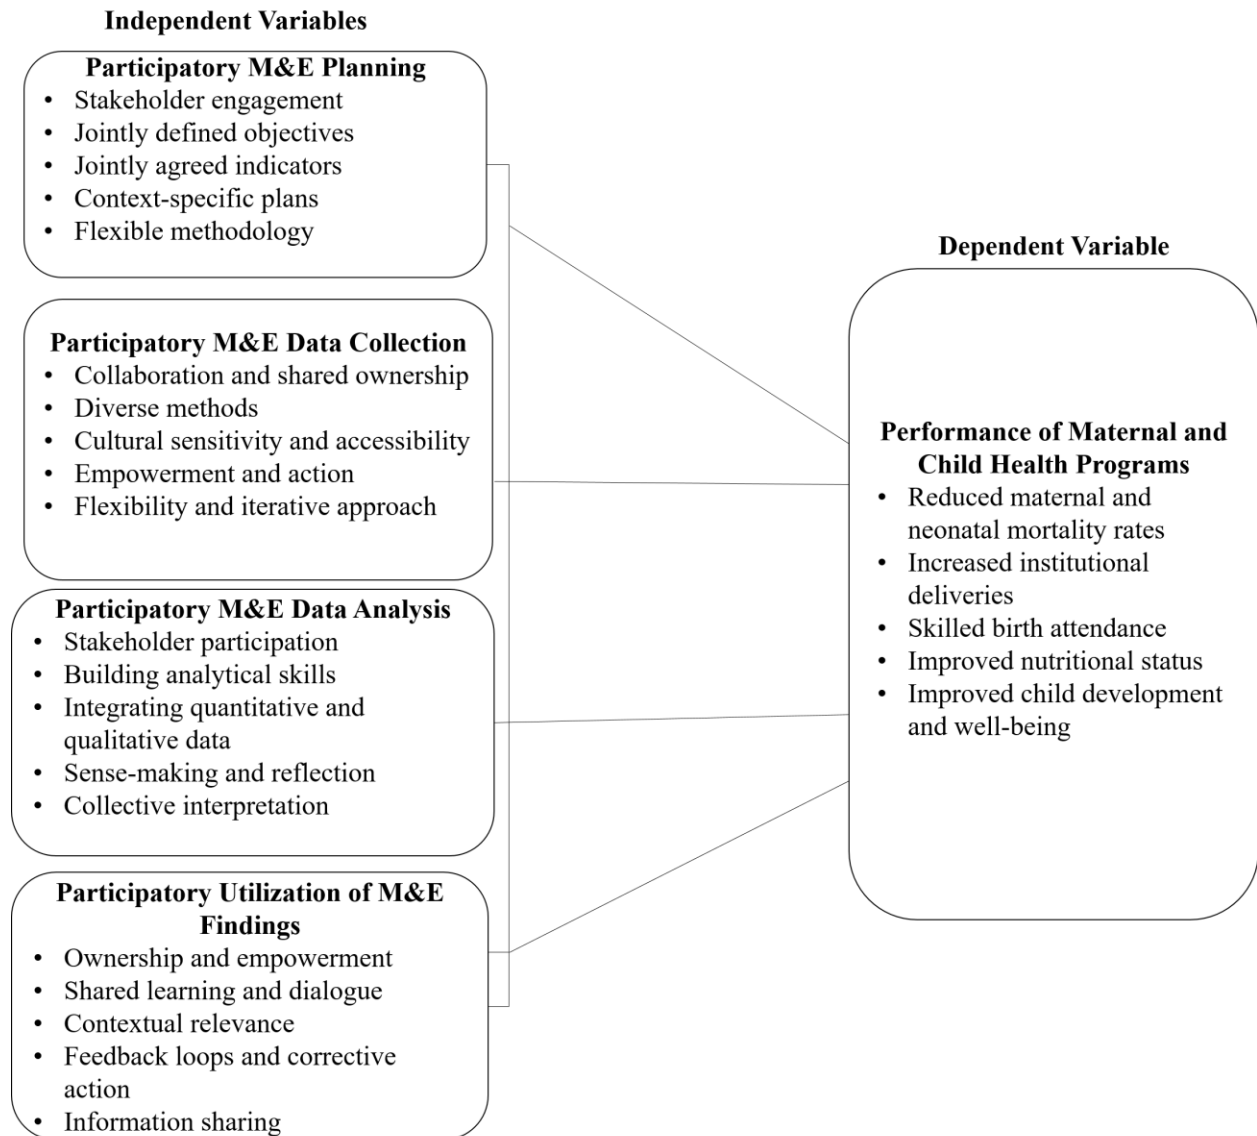 Independent Variables
Participatory M&E Planning
• Stakeholder engagement
• Jointly defined objectives
• Jointly agreed indicators
• Context-specific plans
• Flexible methodology
Participatory M&E Data Collection
• Collaboration and shared ownership
• Diverse methods
• Cultural sensitivity and accessibility
• Empowerment and action
• Flexibility and iterative approach
Participatory M&E Data Analysis
• Stakeholder participation
• Building analytical skills
• Integrating quantitative and
qualitative data
• Sense-making and reflection
• Collective interpretation
Participatory Utilization of M&E
Findings
• Ownership and empowerment
• Shared learning and dialogue
• Contextual relevance
• Feedback loops and corrective
action
• Information sharing
Dependent Variable
Performance of Maternal and
Child Health Programs
• Reduced maternal and
neonatal mortality rates
• Increased institutional
deliveries
• Skilled birth attendance
• Improved nutritional status
• Improved child development
and well-being